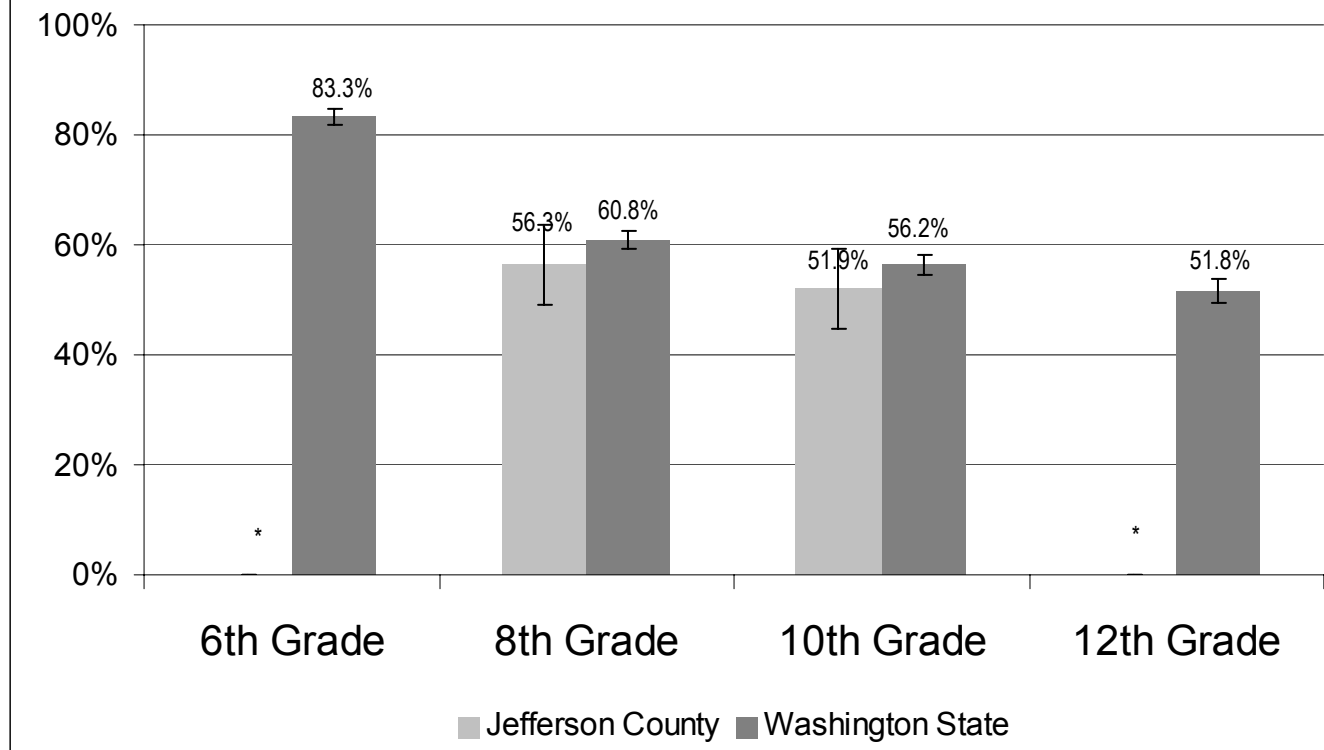 100%
83.3%
80%
56.3%
60.8%
60%
51.9%
56.2%
51.8%
40%
20%
*
*
0%
6th Grade
8th Grade
10th Grade
12th Grade
Jefferson County
Washington State